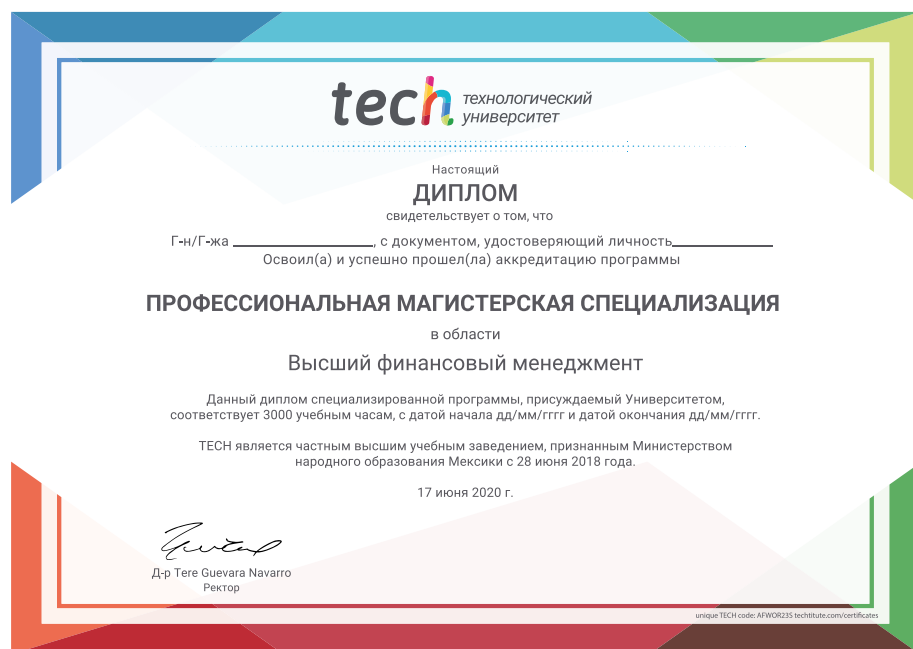 tech технологический
университет
Настоящий
ДИПЛОМ
свидетельствует о том, что
Г-н/Г-жа ____________________, с документом, удостоверяющий личность______________
Освоил(а) и успешно прошел(ла) аккредитацию программы
ПРОФЕССИОНАЛЬНАЯ МАГИСТЕРСКАЯ СПЕЦИАЛИЗАЦИЯ
в области
Высший финансовый менеджмент
Данный диплом специализированной программы, присуждаемый Университетом,
соответствует 3000 учебным часам, с датой начала дд/мм/гггг и датой окончания дд/мм/гггг.
TECH является частным высшим учебным заведением, признанным Министерством
народного образования Мексики с 28 июня 2018 года.
17 июня 2020 г.
Д-р Tere Guevara Navarro
Ректор
unique TECH code: AFWOR23S techtitute.com/certificates